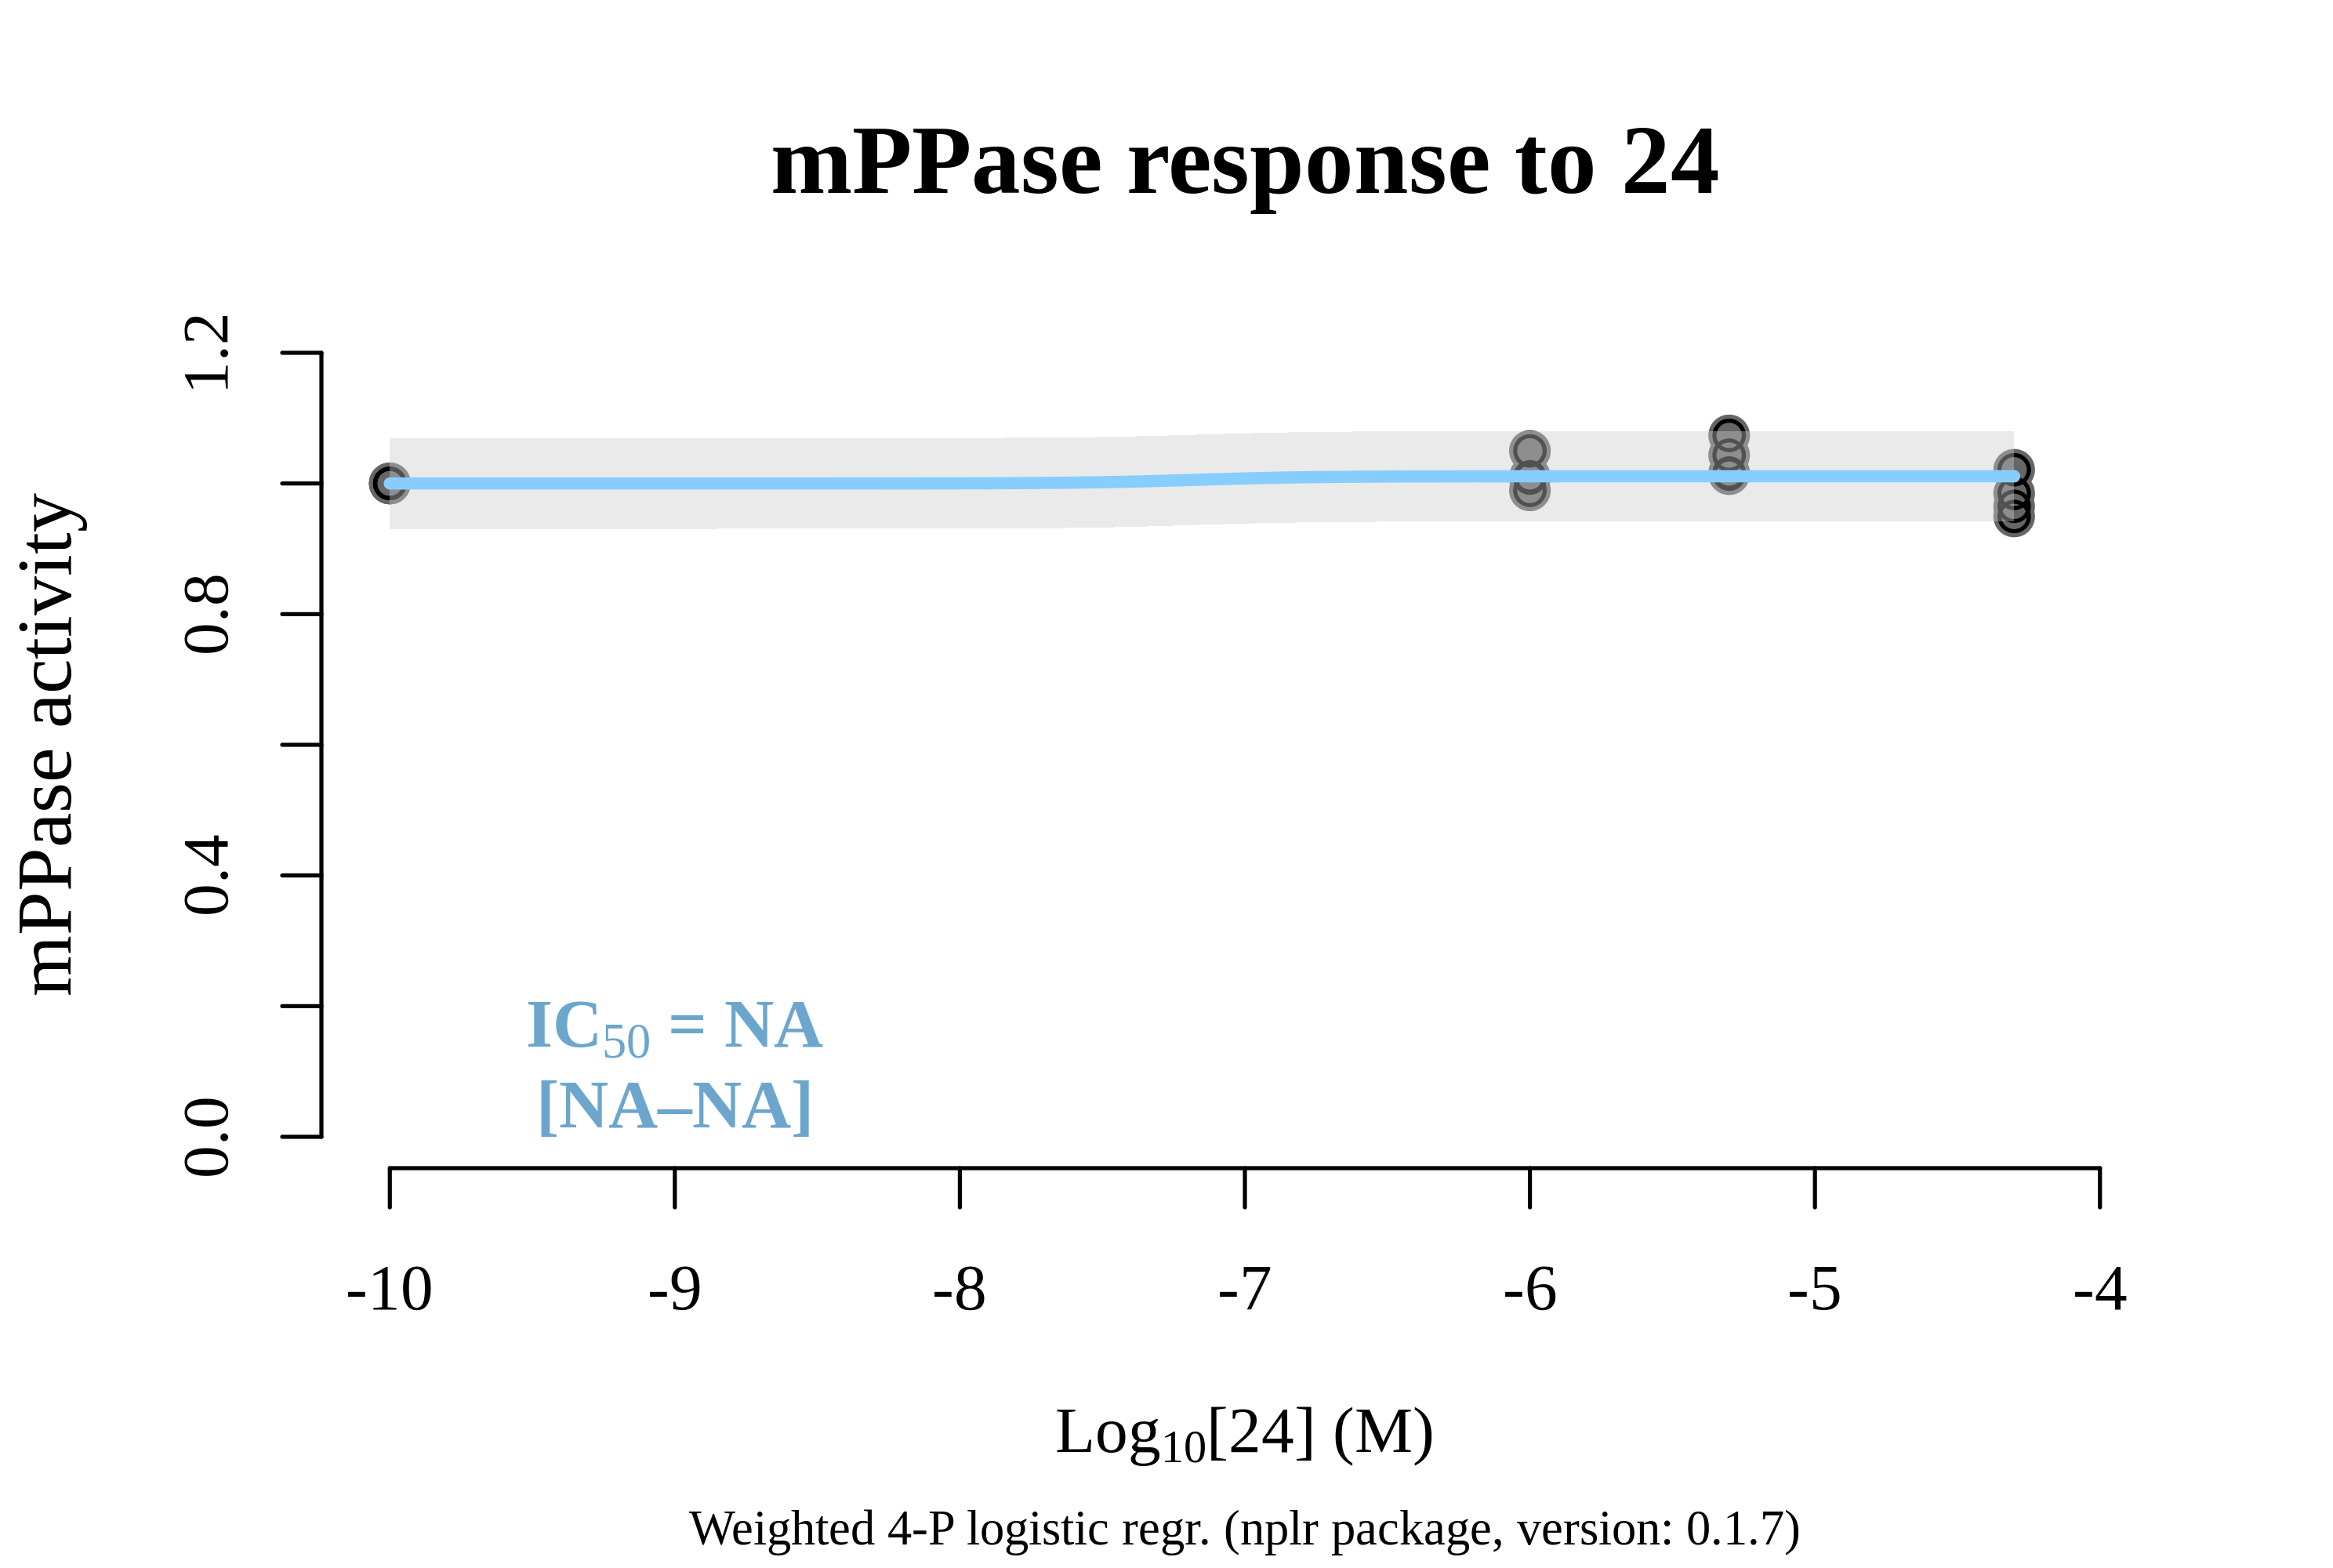 mPPase response to 24
mPPase activity
1.2
0.8
0.4
0.0
IC50 = NA
[NA–NA]
-10 -9 -8 -7 -6 -5 -4
Log10[24] (M)
Weighted 4-P logistic regr. (nplr package, version: 0.1.7)